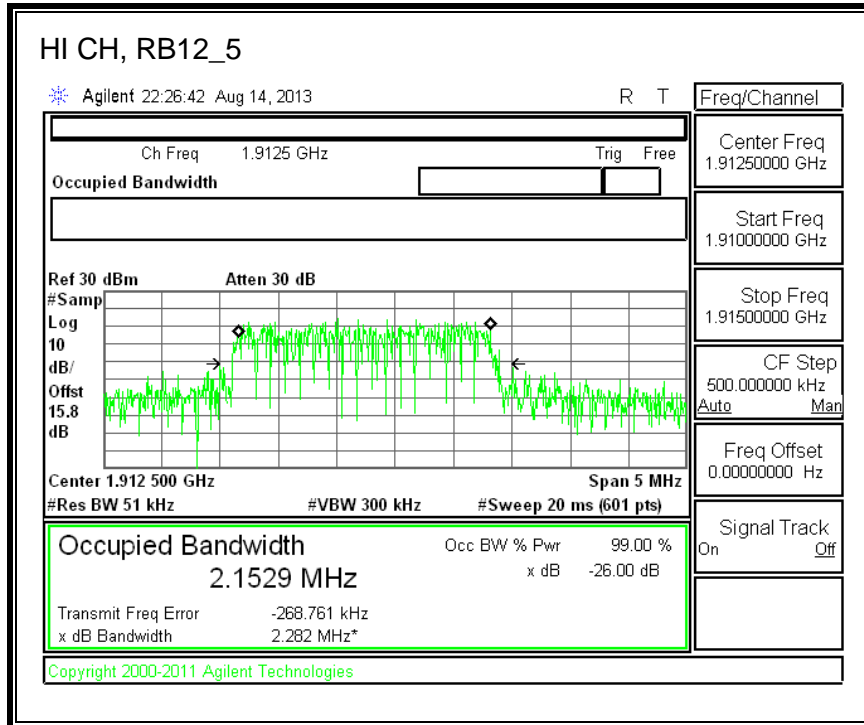 HI CH, RB12_5
Agilent 22:26:42 Aug 14, 2013 R T
Freq/Channel
Ch Freq 1.9125 GHz Trig Free
Occupied Bandwidth
Center Freq
1.91250000 GHz
Start Freq
1.91000000 GHz
Stop Freq
1.91500000 GHz
CF Step
500.000000 kHz
Auto Man
Freq Offset
0.00000000 Hz
Signal Track
On Off
Ref 30 dBm Atten 30 dB
#Samp
Log
10
dB/
Offst
15.8
dB
Center 1.912 500 GHz Span 5 MHz
#Res BW 51 kHz #VBW 300 kHz #Sweep 20 ms (601 pts)
Occupied Bandwidth Occ BW % Pwr 99.00 %
2.1529 MHz x dB -26.00 dB
Transmit Freq Error -268.761 kHz
x dB Bandwidth 2.282 MHz*
Copyright 2000-2011 Agilent Technologies